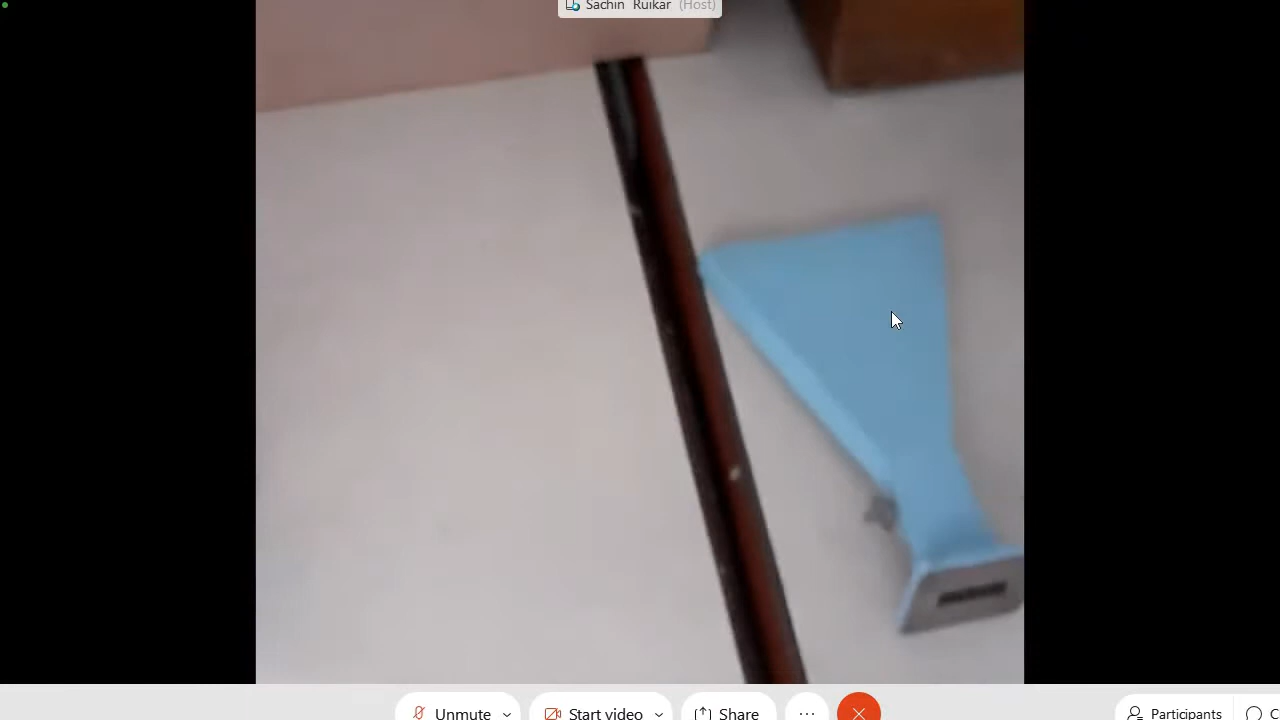 Sachin Ruikar (Host)
Unmute
Start video
Share
Participants
C